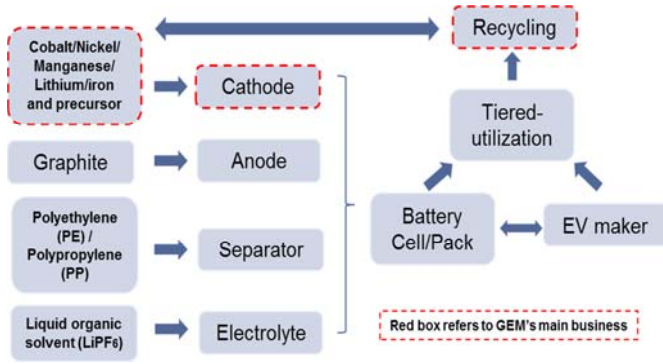 Cobalt/Nickel/
Manganese/
Lithium/iron
and precursor
Cathode
Recycling
Tiered-
utilization
Graphite
Anode
Polyethylene
(PE) /
Polypropylene
(PP)
Separator
Battery
Cell/Pack
EV maker
Liquid organic
solvent (LiPF₆)
Electrolyte
Red box refers to GEM's main business